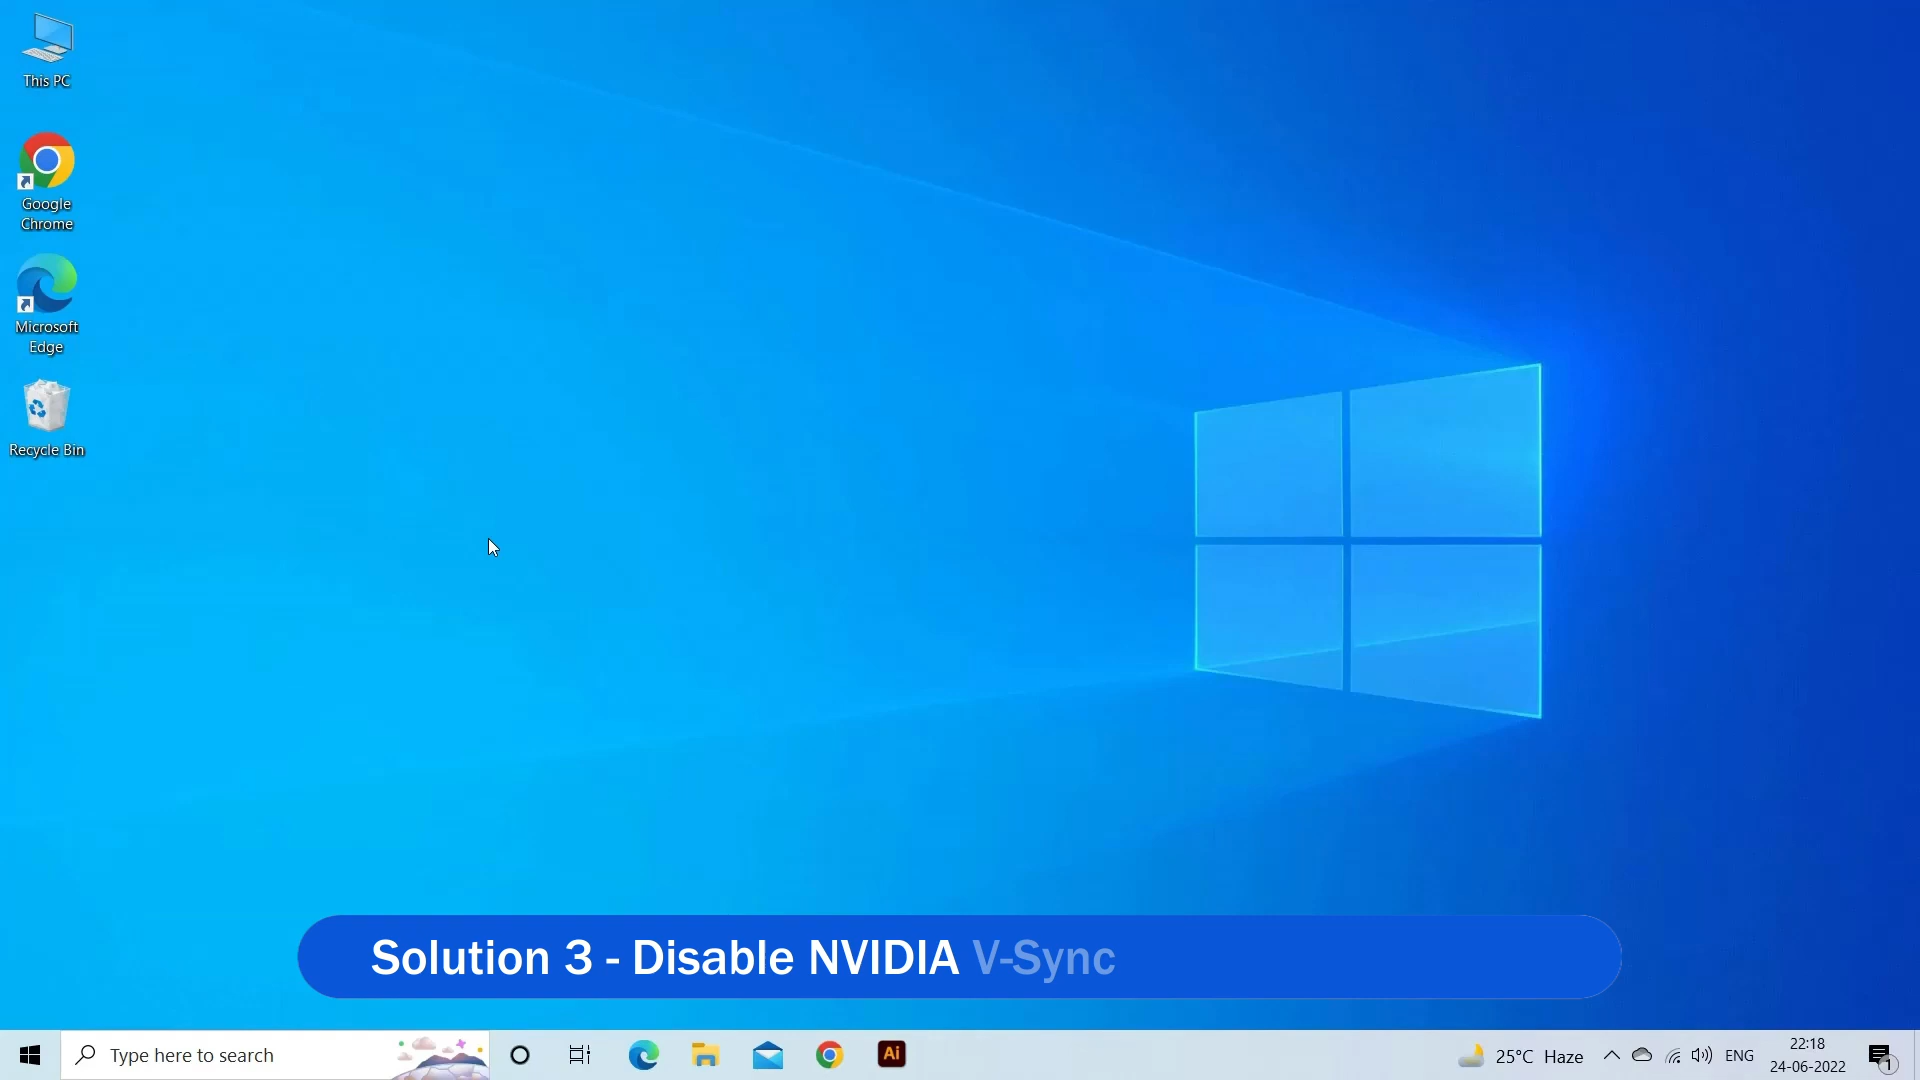 This PC
Google
Chrome
Microsoft
Edge
Recycle Bin
Solution 3 - Disable NVIDIA V-Sync
Type here to search
Ai
25°C Haze
ENG
22:18
24-06-2022
1